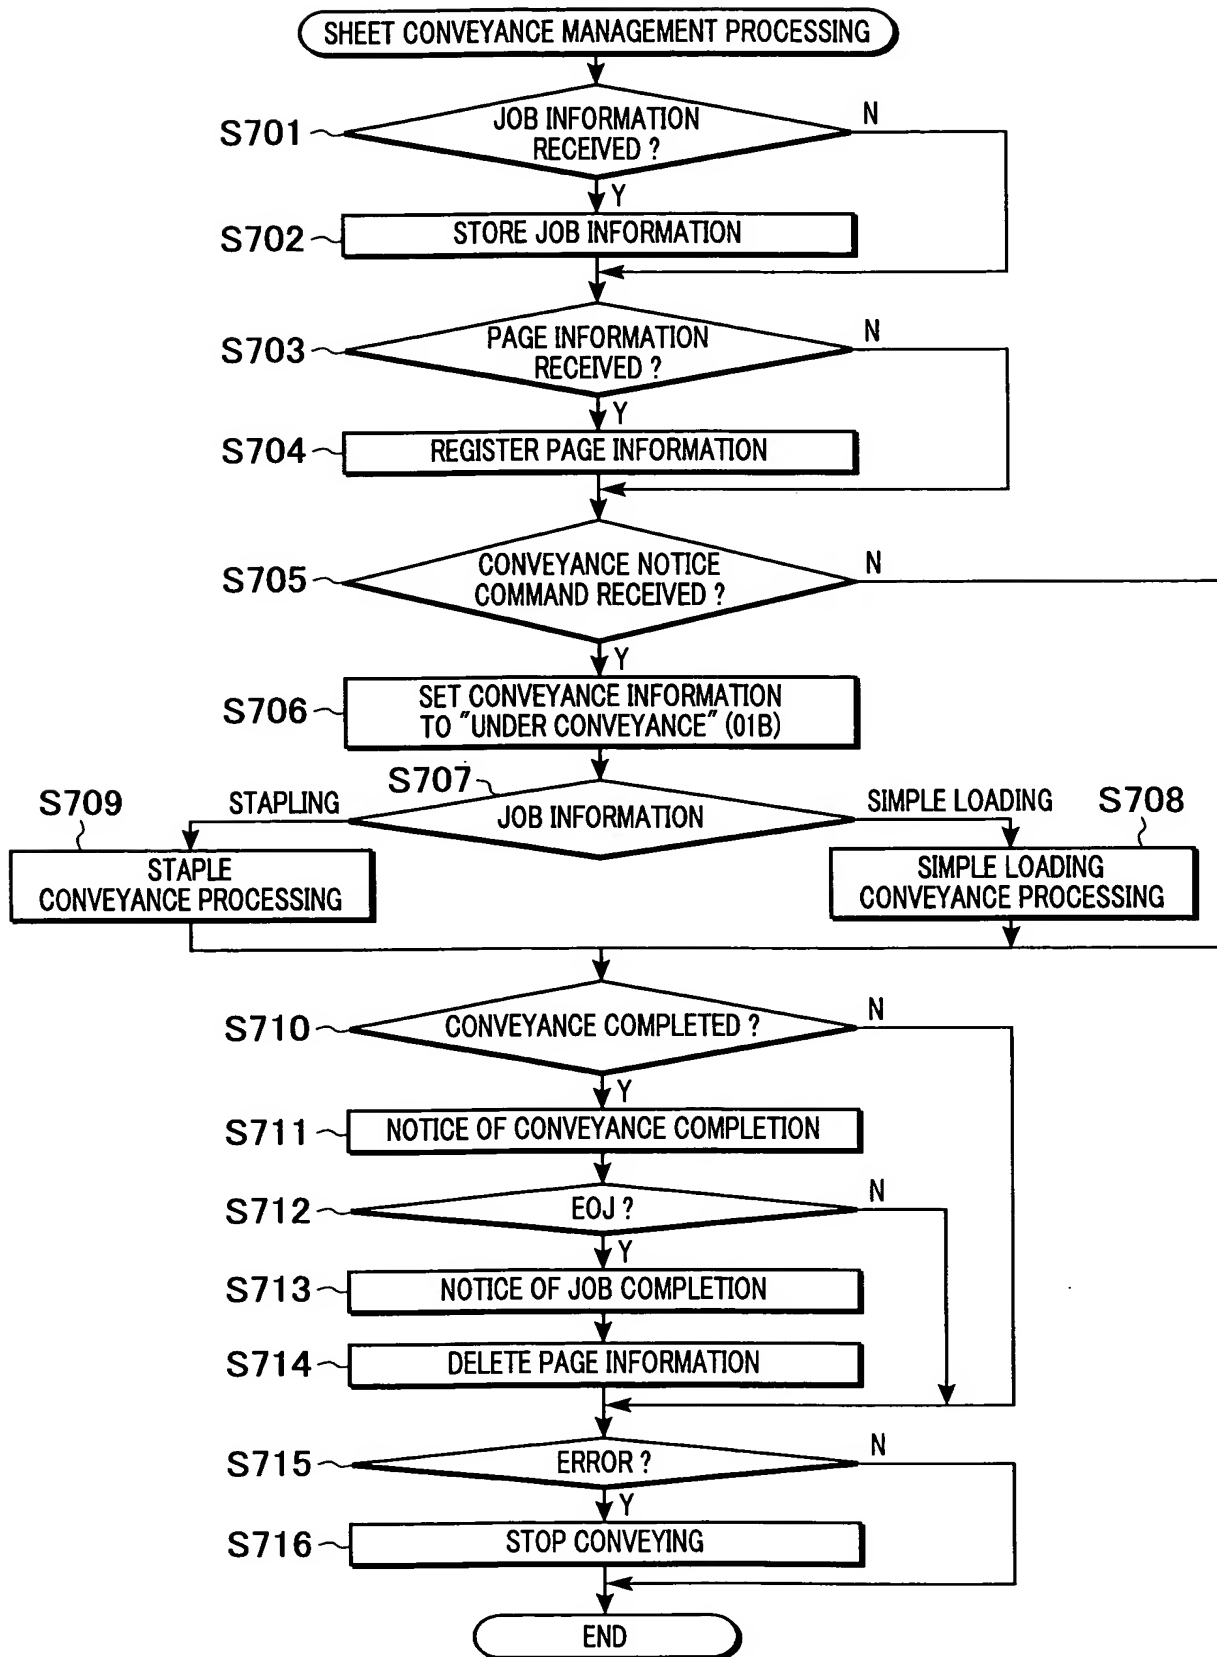 SHEET CONVEYANCE MANAGEMENT PROCESSING
S701
JOB INFORMATION
RECEIVED ?
N
Y
S702
STORE JOB INFORMATION
S703
PAGE INFORMATION
RECEIVED ?
N
Y
S704
REGISTER PAGE INFORMATION
S705
CONVEYANCE NOTICE
COMMAND RECEIVED ?
N
Y
S706
SET CONVEYANCE INFORMATION
TO "UNDER CONVEYANCE" (01B)
S707
JOB INFORMATION
STAPLING
SIMPLE LOADING
S709
STAPLE
CONVEYANCE PROCESSING
S708
SIMPLE LOADING
CONVEYANCE PROCESSING
S710
CONVEYANCE COMPLETED ?
N
Y
S711
NOTICE OF CONVEYANCE COMPLETION
S712
EOJ ?
N
Y
S713
NOTICE OF JOB COMPLETION
S714
DELETE PAGE INFORMATION
S715
ERROR ?
N
Y
S716
STOP CONVEYING
END